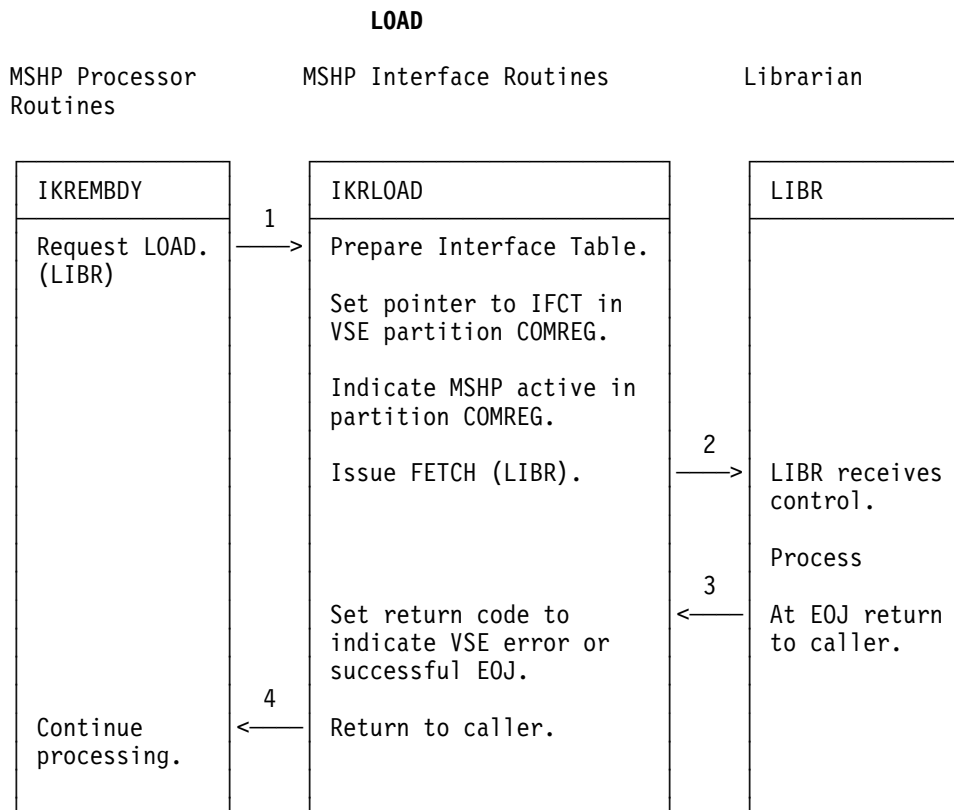 LOAD
MSHP Processor Routines
MSHP Interface Routines
Librarian
IKREMBDY
IKRLOAD
LIBR
1
Request LOAD.
(LIBR)
Prepare Interface Table.
Set pointer to IFCT in
VSE partition COMREG.
Indicate MSHP active in
partition COMREG.
2
Issue FETCH (LIBR).
LIBR receives
control.
Process
3
Set return code to
indicate VSE error or
successful EOJ.
At EOJ return
to caller.
4
Return to caller.
Continue
processing.